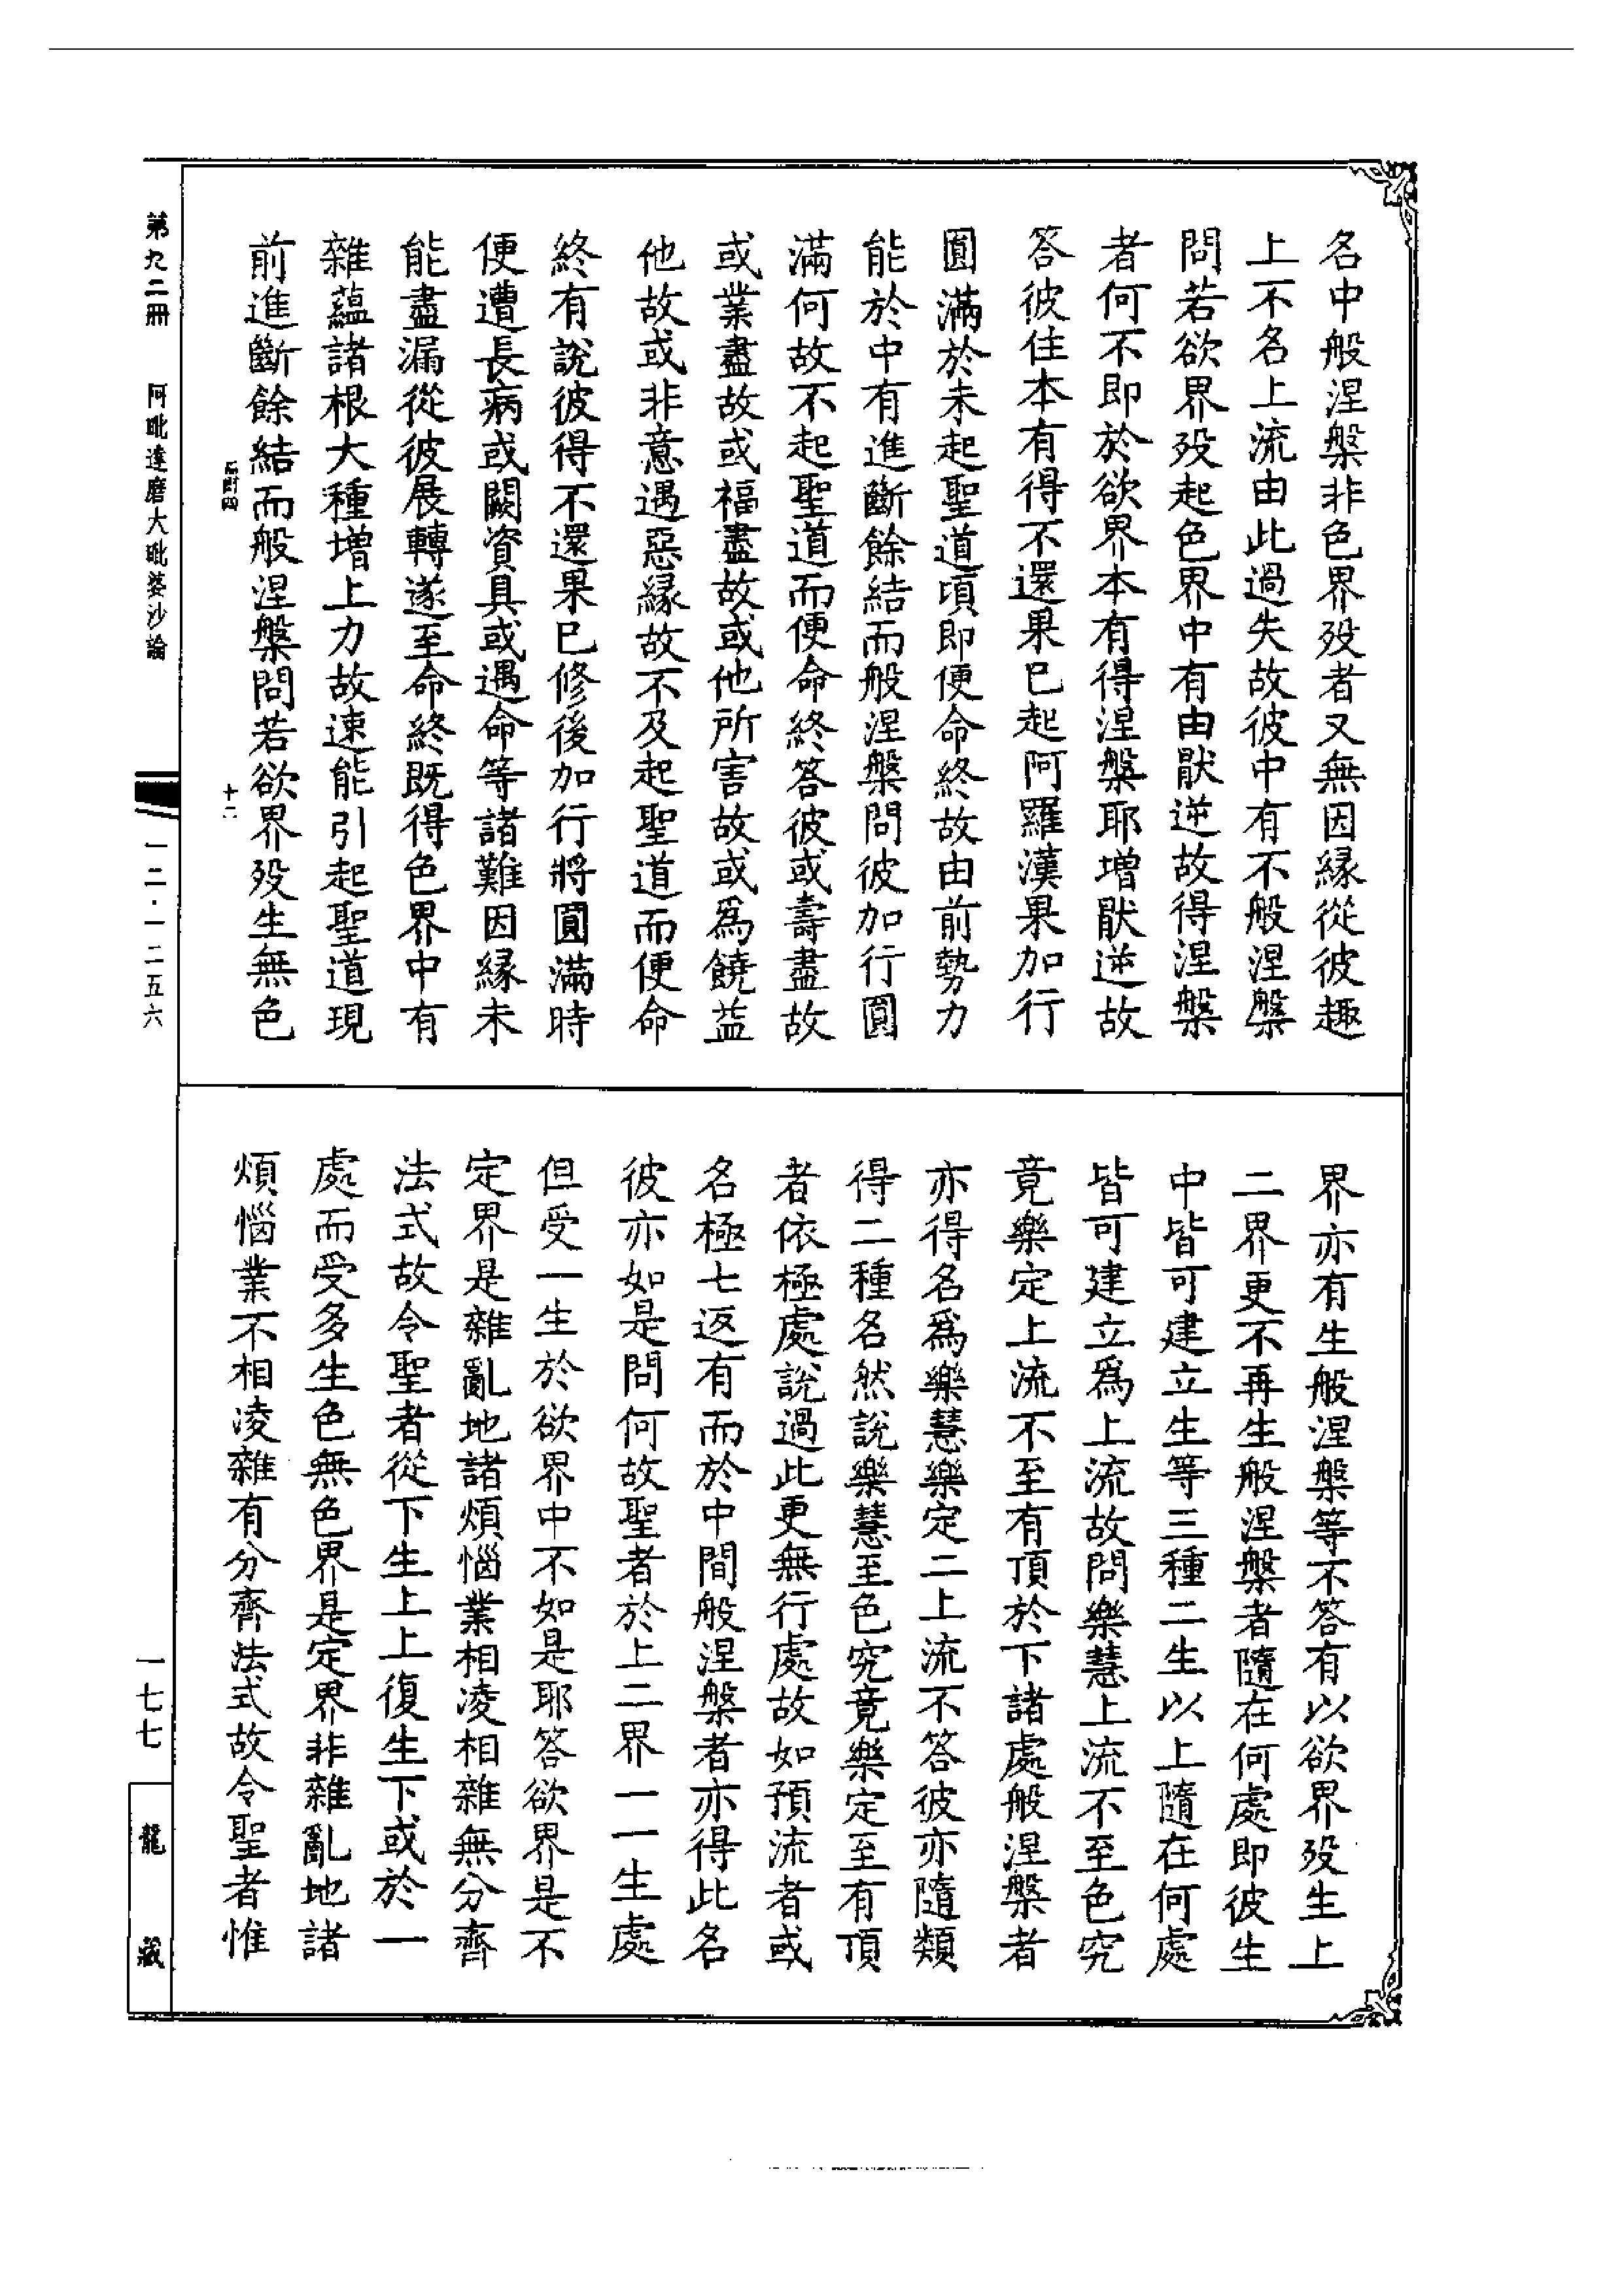 名中般涅槃非色界歿者又無因緣從彼趣
上不名上流由此過失故彼中有不般涅槃
問若欲界歿起色界中有由猒逆故得涅槃
者何不即於欲界本有得涅槃耶增猒逆故
答彼住本有得不還果已起阿羅漢果加行
圓滿於未起聖道頃即便命終故由前勢力
能於中有進斷餘結而般涅槃問彼加行圓
滿何故不起聖道而便命終答彼或壽盡故
或業盡故或福盡故或他所害故或為饒益
他故或非意遇惡緣故不及起聖道而便命
終有說彼得不還果已修後加行將圓滿時
便遭長病或闕資具或遇命等諸難因緣未
能盡漏從彼展轉遂至命終既得色界中有
雜蘊諸根大種增上力故速能引起聖道現
前進斷餘結而般涅槃問若欲界歿生無色
界亦有生般涅槃等不答有以欲界歿生上
二界更不再生般涅槃者隨在何處即彼生
中皆可建立生等三種二生以上隨在何處
皆可建立爲上流故問樂慧上流不至色究
竟樂定上流不至有頂於下諸處般涅槃者
亦得名爲樂慧樂定二上流不答彼亦隨類
得二種名然說樂慧至色究竟樂定至有頂
者依極處說過此更無行處故如預流者或
名極七返有而於中間般涅槃者亦得此名
彼亦如是問何故聖者於上二界一一生處
但受一生於欲界中不如是耶答欲界是不
定界是雜亂地諸煩惱業相凌相雜無分齊
法式故令聖者從下生上上復生下或於一
處而受多生色無色界是定界非雜亂地諸
煩惱業不相凌雜有分齊法式故令聖者惟
十二
第九二冊 阿毗達磨大毗婆沙論
一二·一二五六
一七七
龍藏